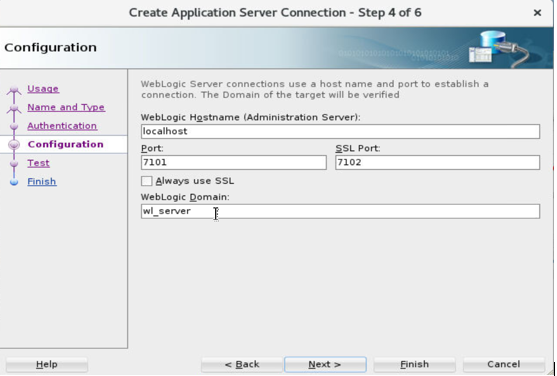 Create Application Server Connection - Step 4 of 6
Configuration
Usage
Name and Type
Authentication
Configuration
Test
Finish
WebLogic Server connections use a host name and port to establish a
connection. The Domain of the target will be verified
WebLogic Hostname (Administration Server):
localhost
Port: SSL Port:
7101 7102
Always use SSL
WebLogic Domain:
wl_server
Help < Back Next > Finish Cancel